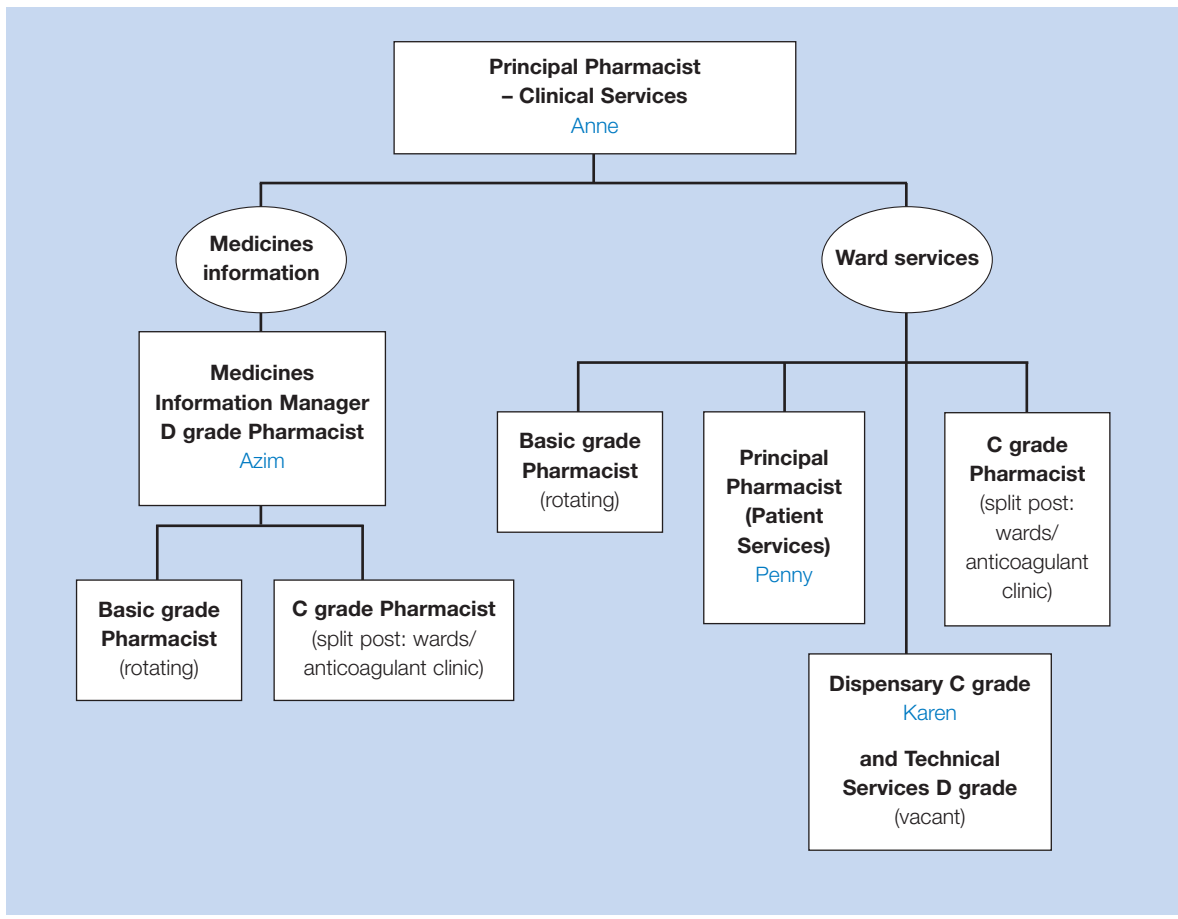 Principal Pharmacist
– Clinical Services
Anne
Medicines
information
Ward services
Medicines
Information Manager
D grade Pharmacist
Azim
Basic grade
Pharmacist
(rotating)
C grade Pharmacist
(split post: wards/
anticoagulant clinic)
Basic grade
Pharmacist
(rotating)
Principal
Pharmacist
(Patient
Services)
Penny
C grade
Pharmacist
(split post:
wards/
anticoagulant
clinic)
Dispensary C grade
Karen
and Technical
Services D grade
(vacant)